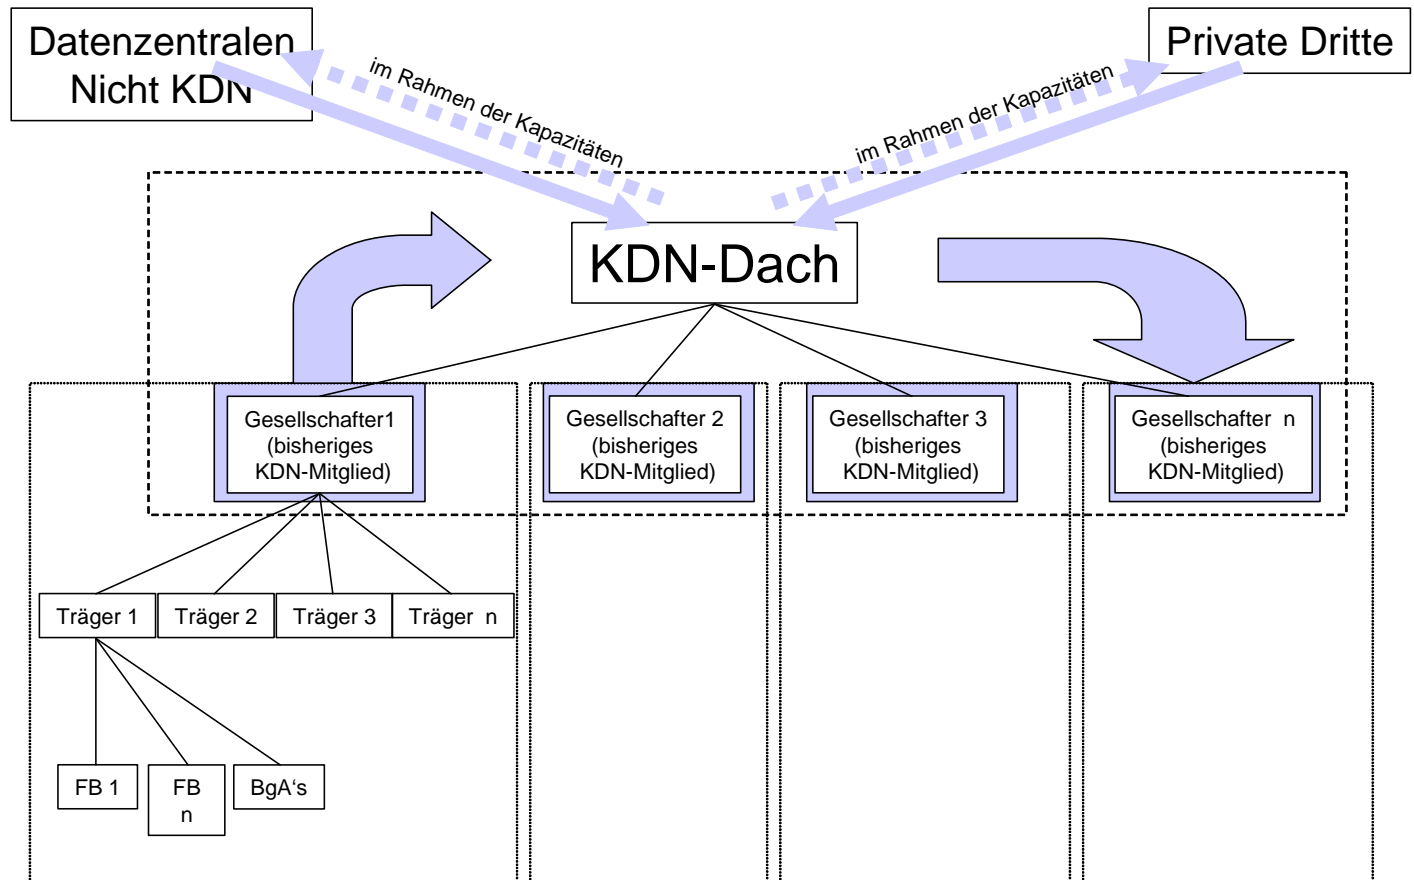 Datenzentralen
Nicht KDN
Private Dritte
im Rahmen der Kapazitäten
im Rahmen der Kapazitäten
KDN-Dach
Gesellschafter1
(bisheriges
KDN-Mitglied)
Gesellschafter 2
(bisheriges
KDN-Mitglied)
Gesellschafter 3
(bisheriges
KDN-Mitglied)
Gesellschafter n
(bisheriges
KDN-Mitglied)
Träger 1
Träger 2
Träger 3
Träger n
FB 1
FB
n
BgA‘s